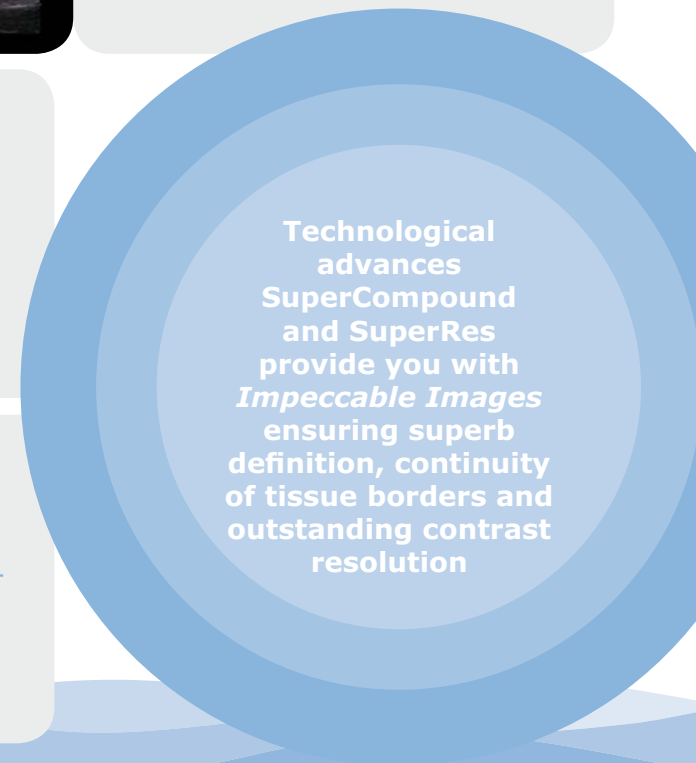 Technological
advances
SuperCompound
and SuperRes
provide you with
Impeccable Images
ensuring superb
definition, continuity
of tissue borders and
outstanding contrast
resolution